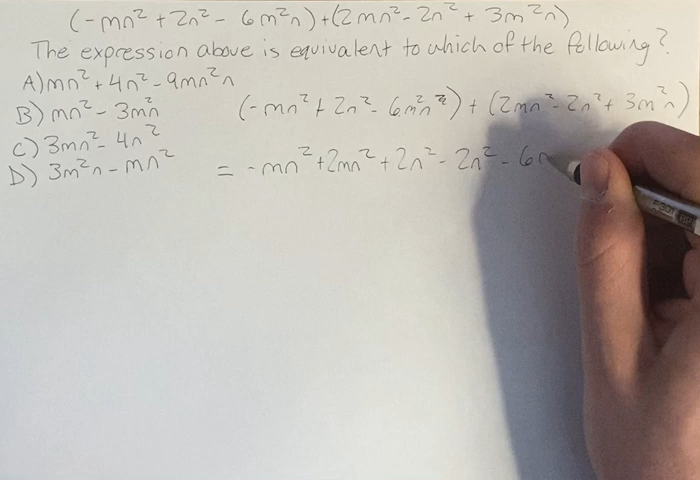 (-mn² + 2n² - 6m²n) + (2mn² - 2n² + 3m²n)
The expression above is equivalent to which of the following?
A) mn² + 4n² - 9mn²n
B) mn² - 3m²n
C) 3mn² - 4n²
D) 3m²n - mn²
(-mn² + 2n² - 6m²n) + (2mn² - 2n² + 3m²n)
= -mn² + 2mn² + 2n² - 2n² - 6